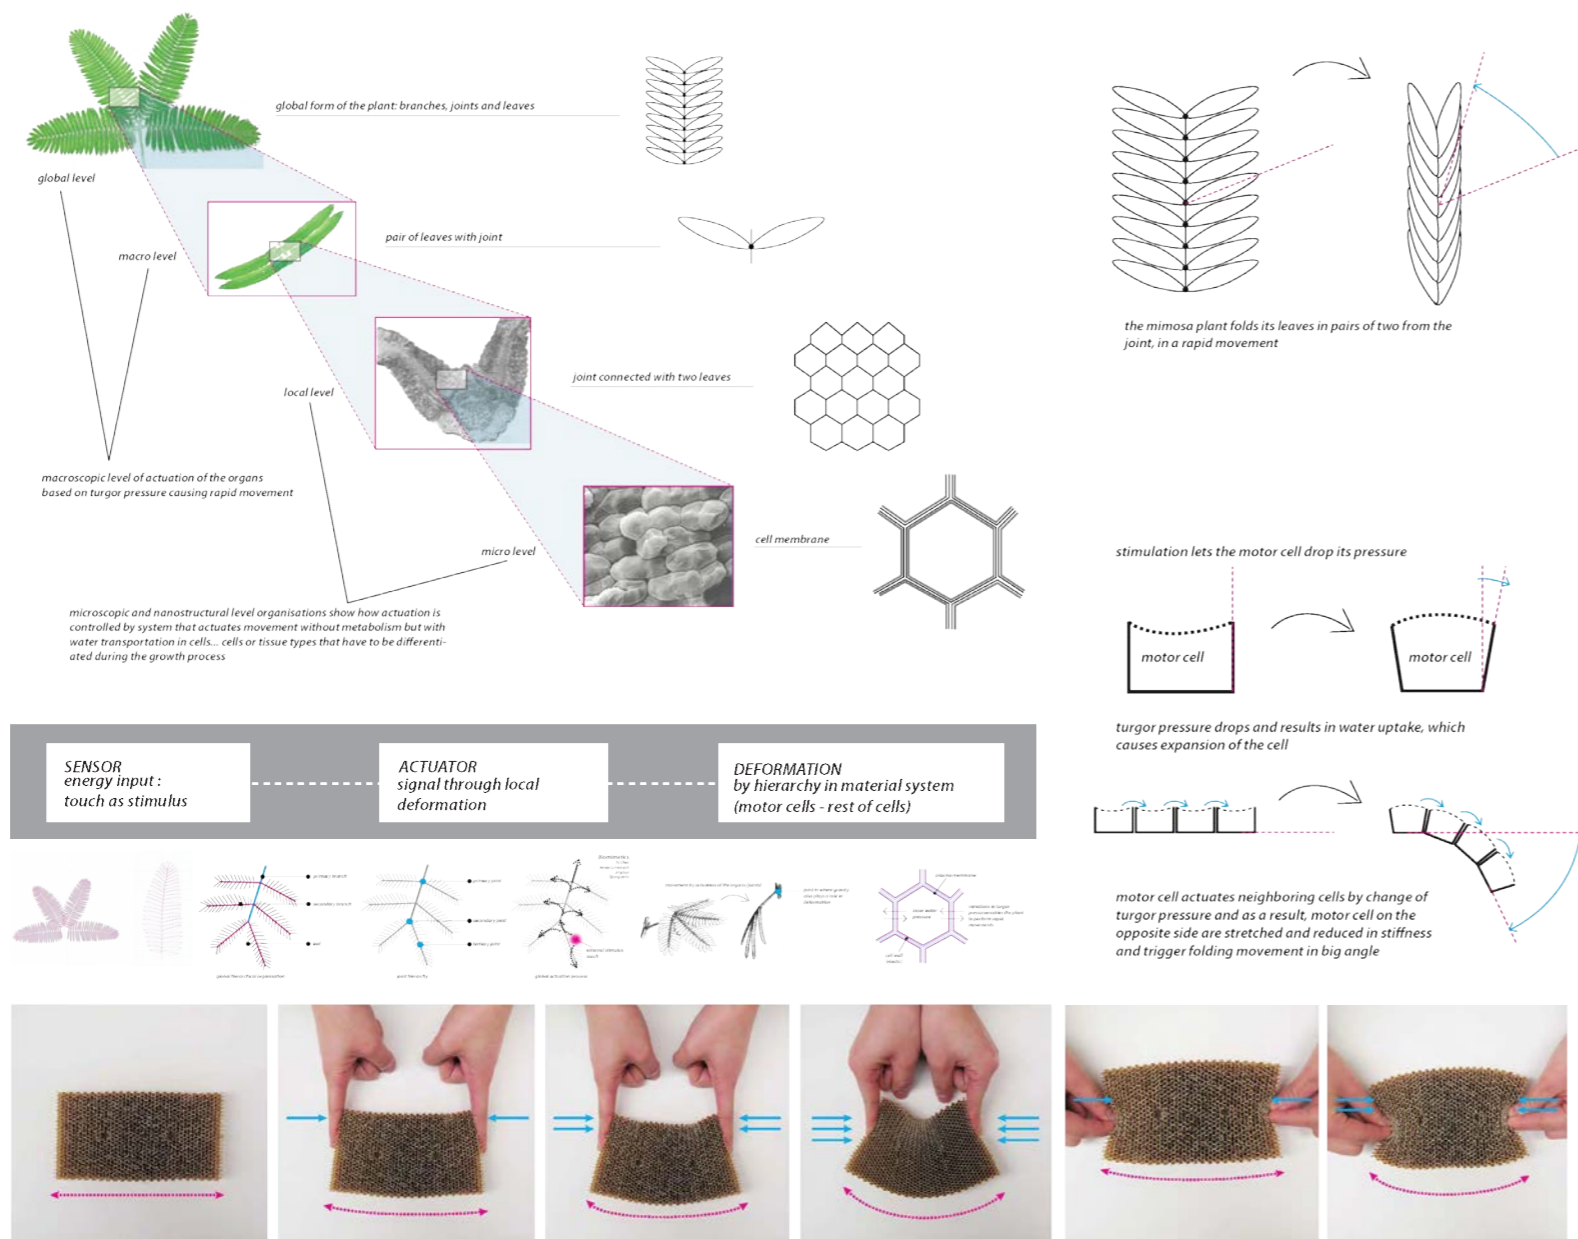 global form of the plant: branches, joints and leaves
global level
macro level
pair of leaves with joint
local level
joint connected with two leaves
macroscopic level of actuation of the organs
based on turgor pressure causing rapid movement
micro level
cell membrane
microscopic and nanostructural level organisations show how actuation is
controlled by system that actuates movement without metabolism but with
water transportation in cells... cells or tissue types that have to be differenti-
ated during the growth process
the mimosa plant folds its leaves in pairs of two from the
joint, in a rapid movement
stimulation lets the motor cell drop its pressure
motor cell
motor cell
turgor pressure drops and results in water uptake, which
causes expansion of the cell
motor cell actuates neighboring cells by change of
turgor pressure and as a result, motor cell on the
opposite side are stretched and reduced in stiffness
and trigger folding movement in big angle
SENSOR
energy input :
touch as stimulus
ACTUATOR
signal through local
deformation
DEFORMATION
by hierarchy in material system
(motor cells - rest of cells)
primary branch
secondary branch
leaf
primary joint
secondary joint